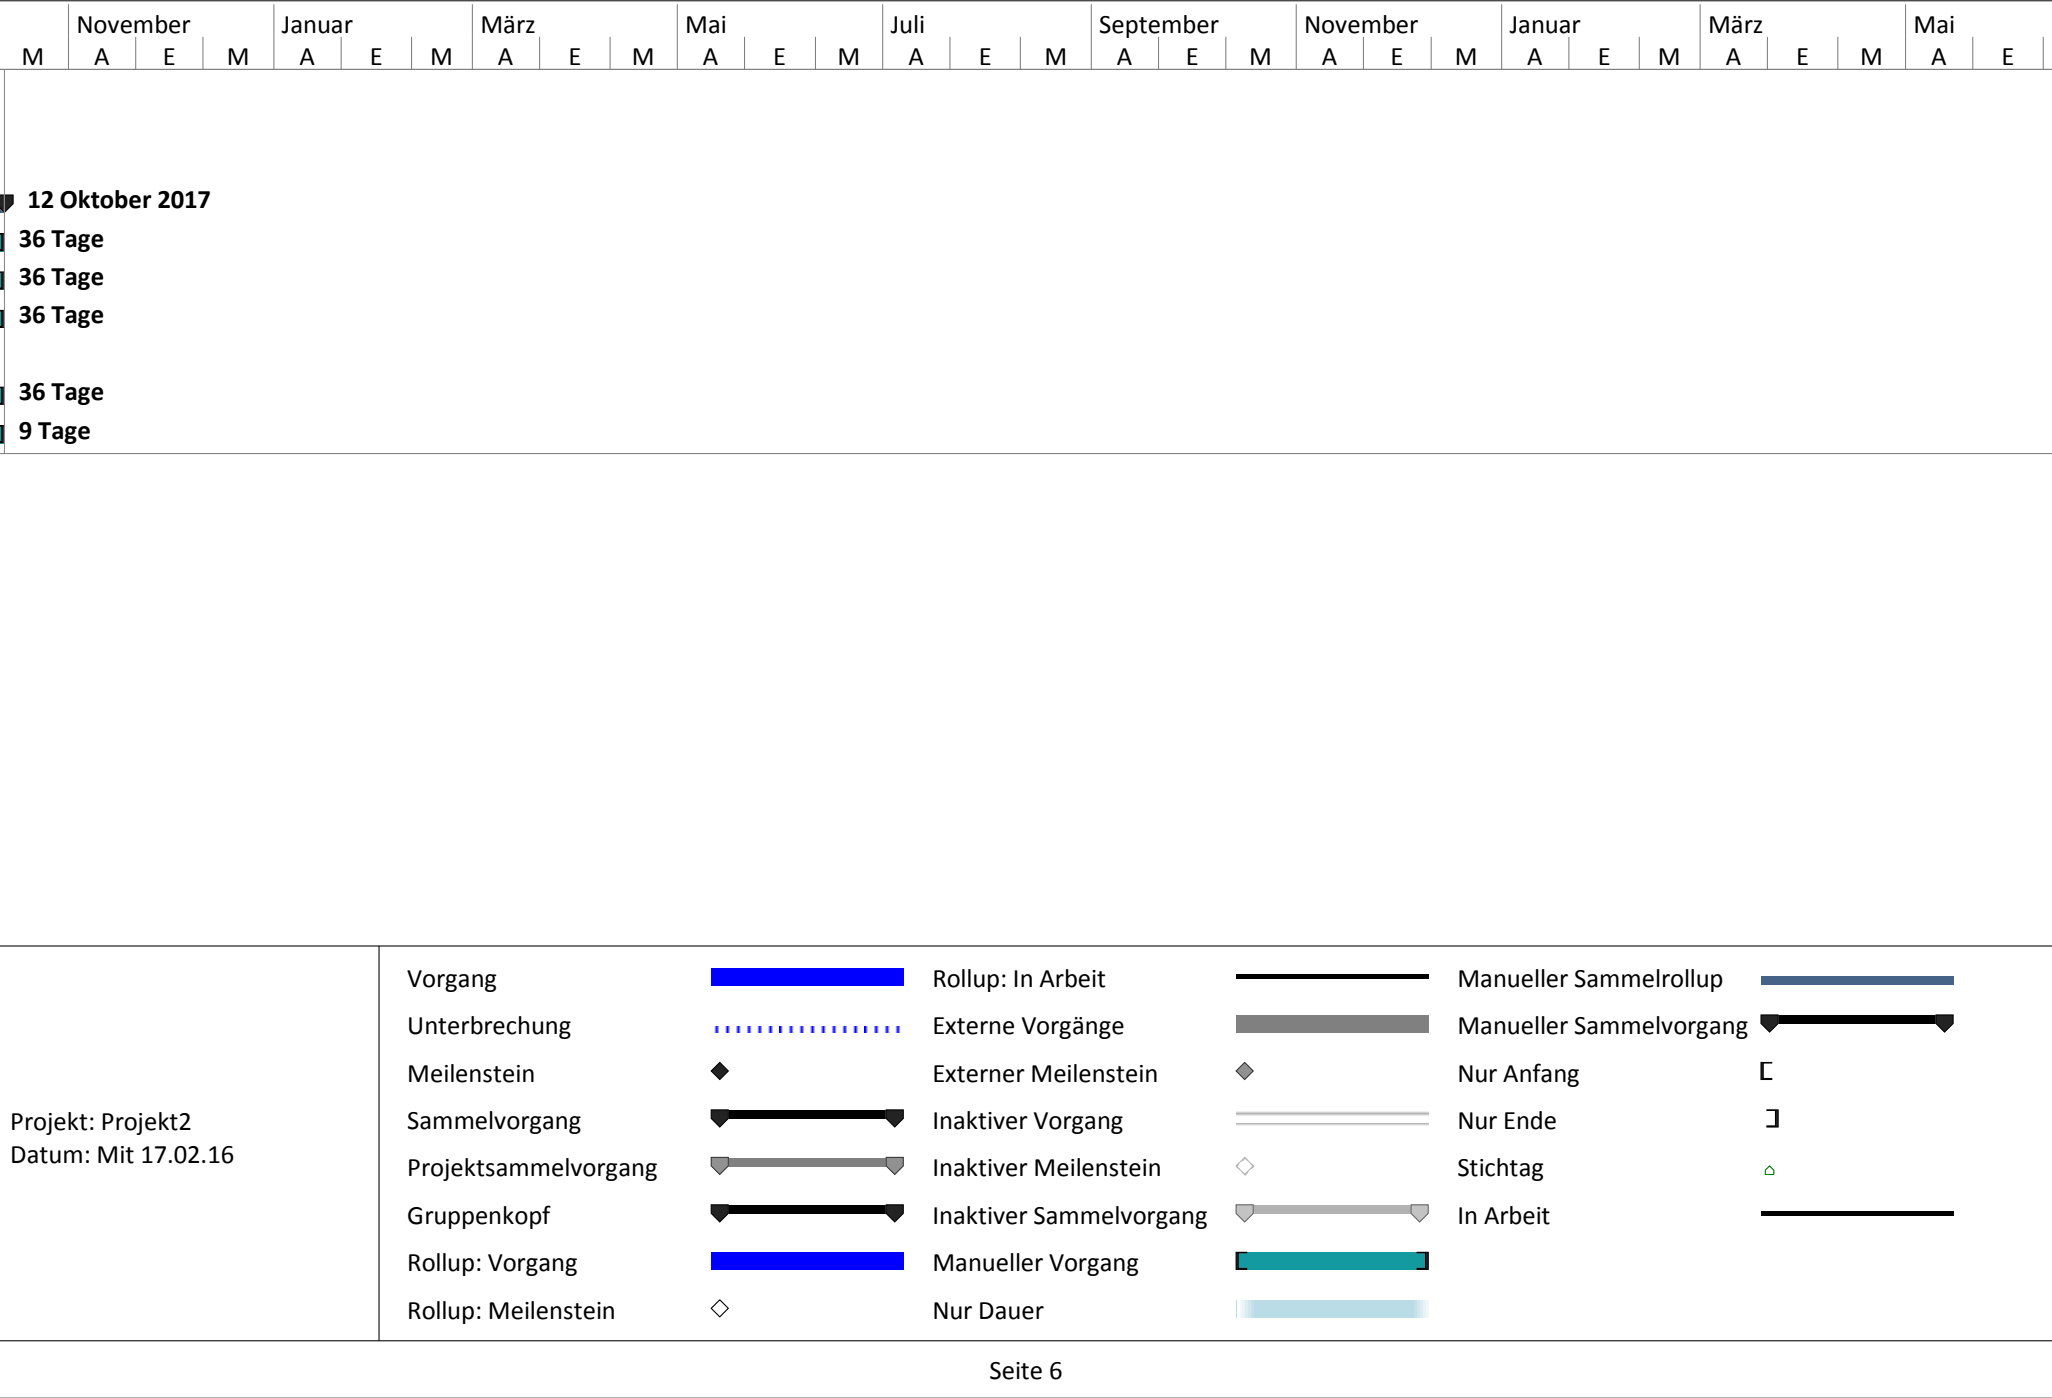 November Januar März Mai Juli September November Januar März Mai
M A E M A E M A E M A E M A E M A E M A E M A E M A E M A E
12 Oktober 2017
36 Tage
36 Tage
36 Tage
36 Tage
9 Tage
Projekt: Projekt2
Datum: Mit 17.02.16
Vorgang
Unterbrechung
Meilenstein
Sammelvorgang
Projektsammelvorgang
Gruppenkopf
Rollup: Vorgang
Rollup: Meilenstein
Rollup: In Arbeit
Externe Vorgänge
Externer Meilenstein
Inaktiver Vorgang
Inaktiver Meilenstein
Inaktiver Sammelvorgang
Manueller Vorgang
Nur Dauer
Manueller Sammelrollup
Manueller Sammelvorgang
Nur Anfang
Nur Ende
Stichtag
In Arbeit
Seite 6